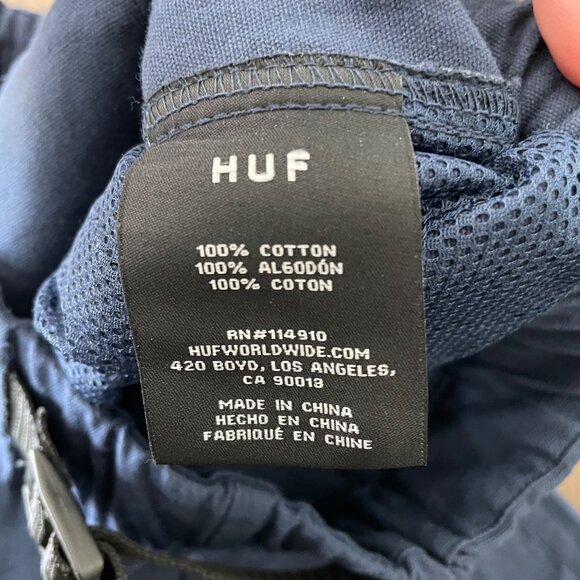 HUF
100% COTTON
100% ALGODÓN
100% COTON
RN#114910
HUFWORLDWIDE.COM
420 BOYD, LOS ANGELES,
CA 90013
MADE IN CHINA
HECHO EN CHINA
FABRIQUÉ EN CHINE